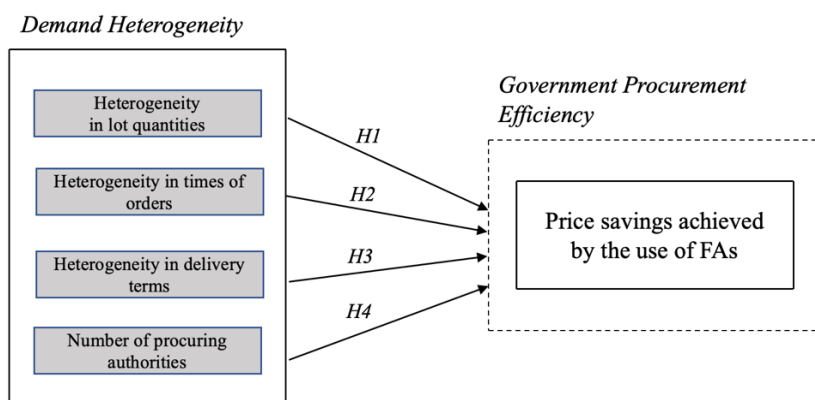 Demand Heterogeneity
Heterogeneity
in lot quantities
Heterogeneity in times of
orders
Heterogeneity in delivery
terms
Number of procuring
authorities
H1
H2
H3
H4
Government Procurement
Efficiency
Price savings achieved
by the use of FAs